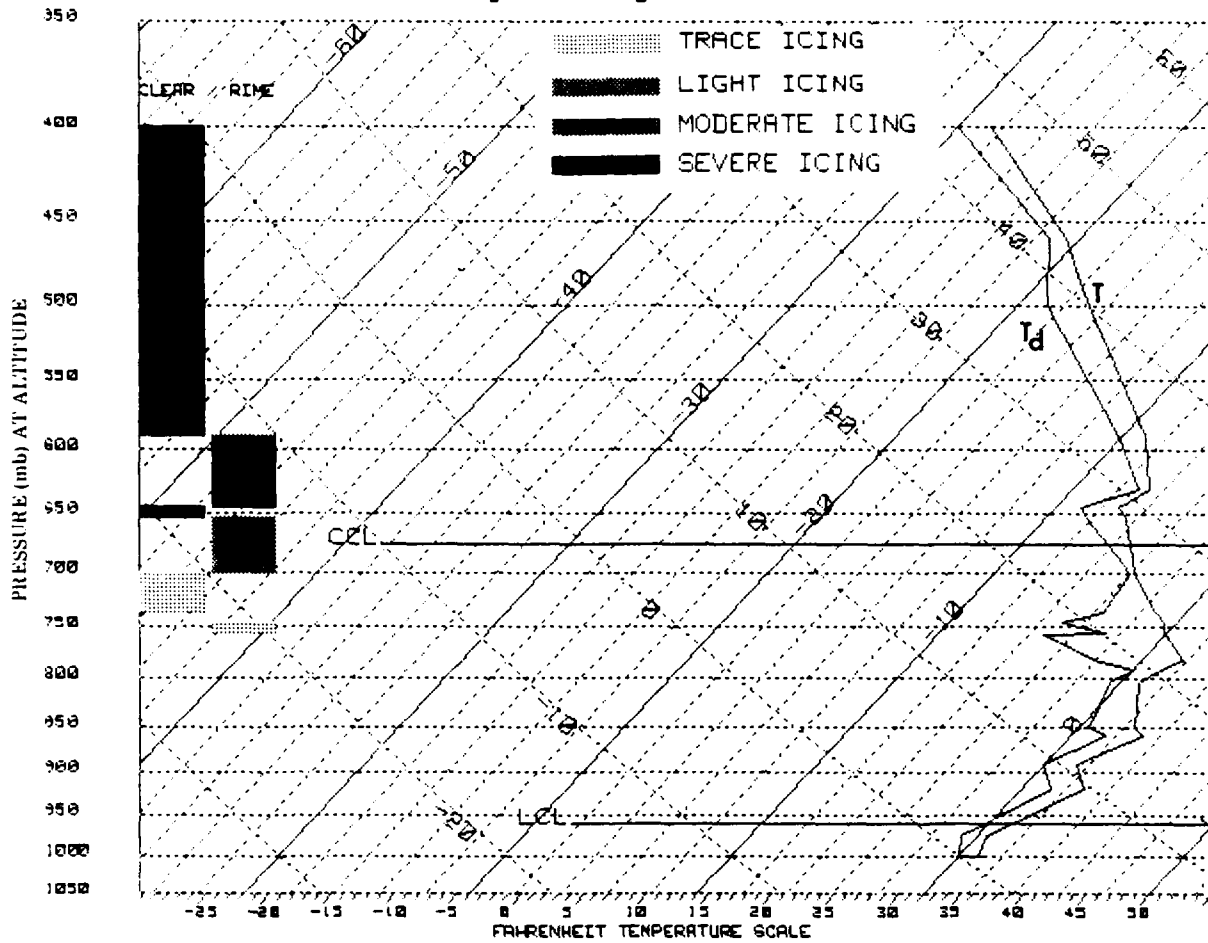 TRACE ICING
LIGHT ICING
MODERATE ICING
SEVERE ICING
CLEAR RIME
PRESSURE (mb) AT ALTITUDE
350
400
450
500
550
600
650
700
750
800
850
900
950
1000
1050
-60
-50
-40
-30
-20
-10
0
60
50
40
30
20
10
0
-10
-20
T
Td
CCL
LCL
-25 -20 -15 -10 -5 0 5 10 15 20 25 30 35 40 45 50
FAHRENHEIT TEMPERATURE SCALE